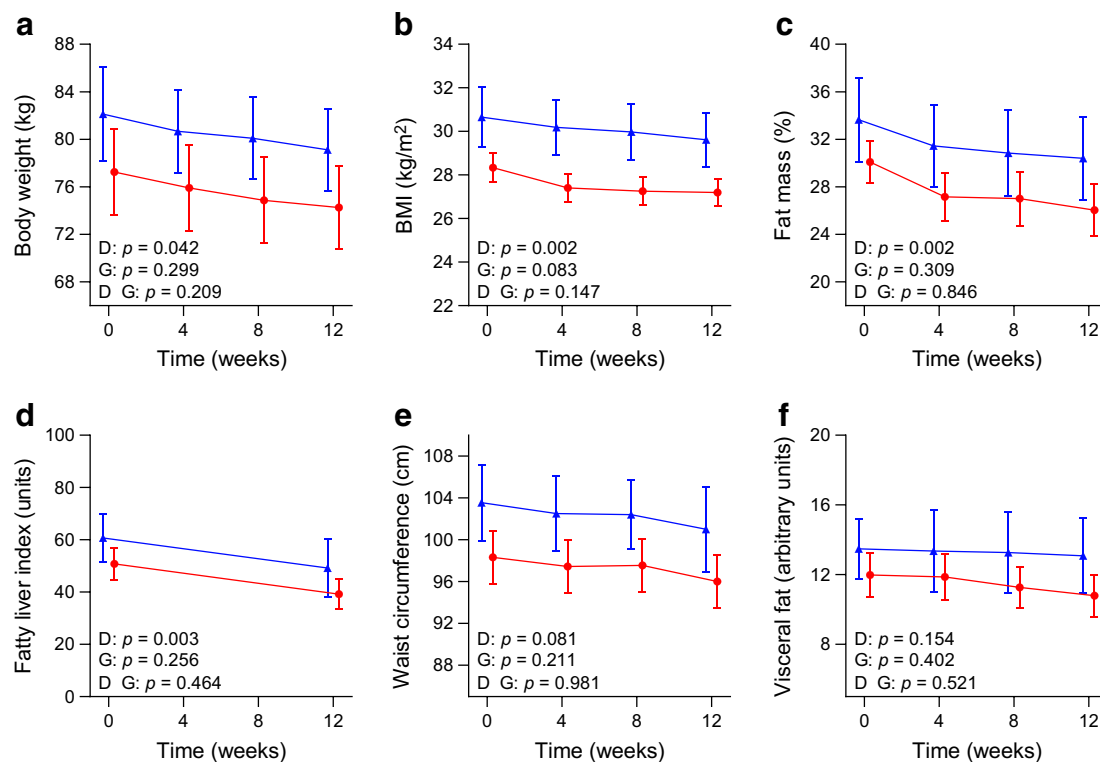 a
Body weight (kg)
88
84
80
76
72
68
D: p = 0.042
G: p = 0.299
D G: p = 0.209
0 4 8 12
Time (weeks)
b
BMI (kg/m²)
34
32
30
28
26
24
22
D: p = 0.002
G: p = 0.083
D G: p = 0.147
0 4 8 12
Time (weeks)
c
Fat mass (%)
40
36
32
28
24
20
D: p = 0.002
G: p = 0.309
D G: p = 0.846
0 4 8 12
Time (weeks)
d
Fatty liver index (units)
100
80
60
40
20
0
D: p = 0.003
G: p = 0.256
D G: p = 0.464
0 4 8 12
Time (weeks)
e
Waist circumference (cm)
108
104
100
96
92
88
D: p = 0.081
G: p = 0.211
D G: p = 0.981
0 4 8 12
Time (weeks)
f
Visceral fat (arbitrary units)
20
16
12
8
D: p = 0.154
G: p = 0.402
D G: p = 0.521
0 4 8 12
Time (weeks)